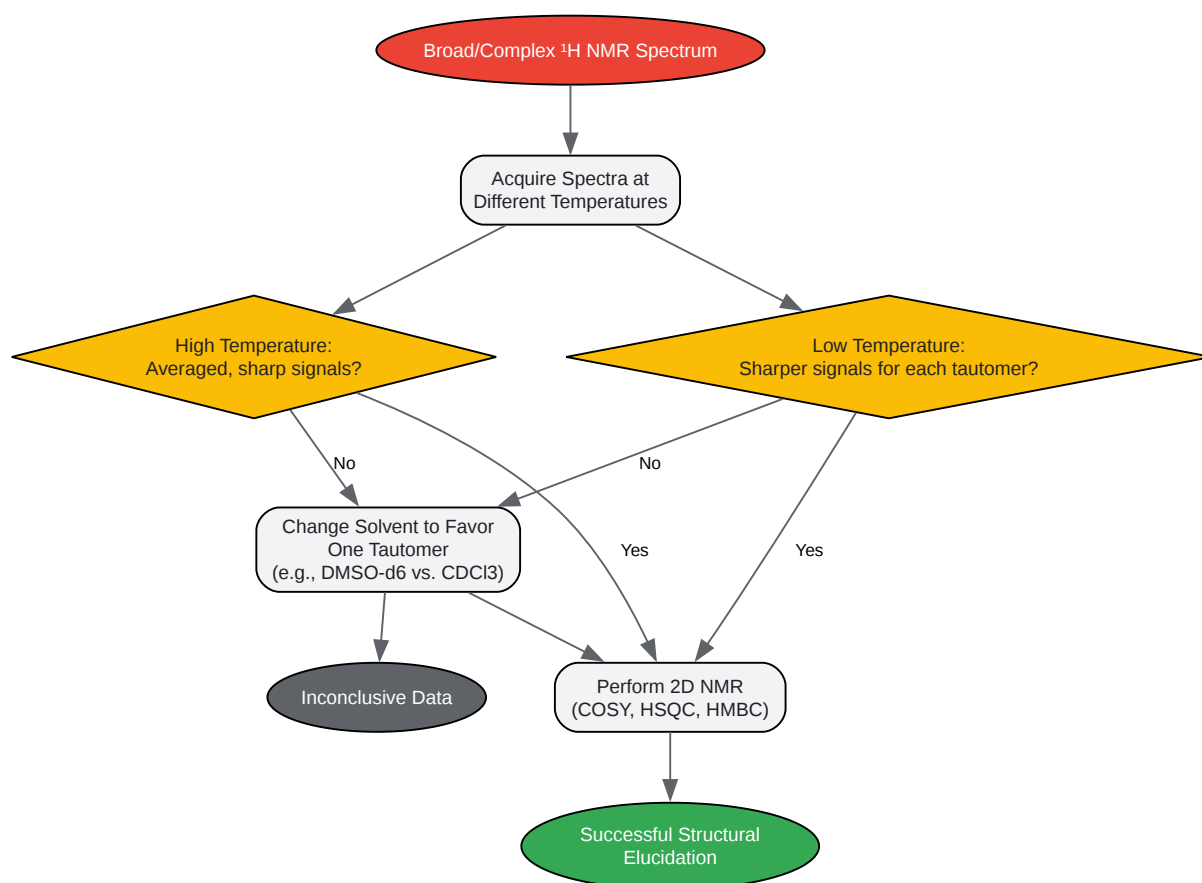 Broad/Complex ¹H NMR Spectrum
Acquire Spectra at
Different Temperatures
High Temperature:
Averaged, sharp signals?
Low Temperature:
Sharper signals for each tautomer?
No
No
Change Solvent to Favor
One Tautomer
(e.g., DMSO-d6 vs. CDCl3)
Yes
Yes
Inconclusive Data
Perform 2D NMR
(COSY, HSQC, HMBC)
Successful Structural
Elucidation